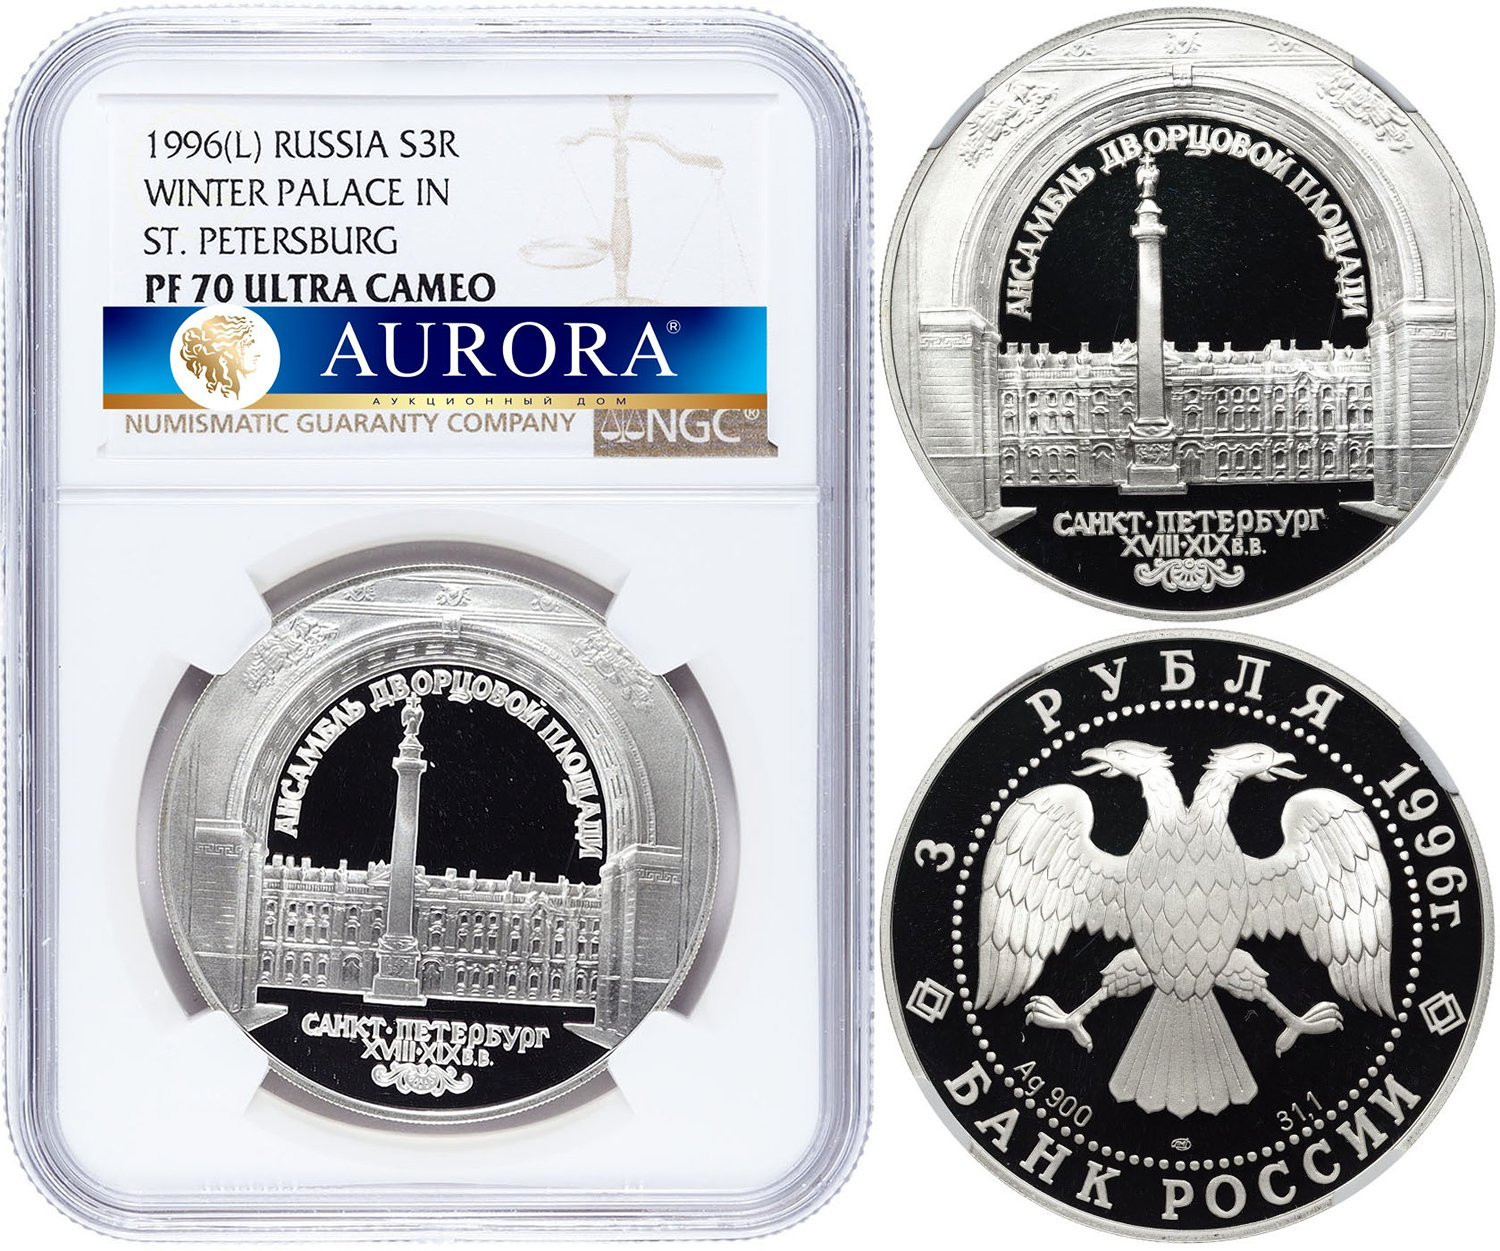 1996(L) RUSSIA S3R
WINTER PALACE IN
ST. PETERSBURG
PF 70 ULTRA CAMEO
AURORA®
АУКЦИОННЫЙ ДОМ
NUMISMATIC GUARANTY COMPANY NGC®
АНСАМБЛЬ ДВОРЦОВОЙ ПЛОЩАДИ
САНКТ·ПЕТЕРБУРГ
XVIII·XIX В.В.
АНСАМБЛЬ ДВОРЦОВОЙ ПЛОЩАДИ
САНКТ·ПЕТЕРБУРГ
XVIII·XIX В.В.
3 РУБЛЯ 1996г.
Ag 900 31,1
БАНК РОССИИ